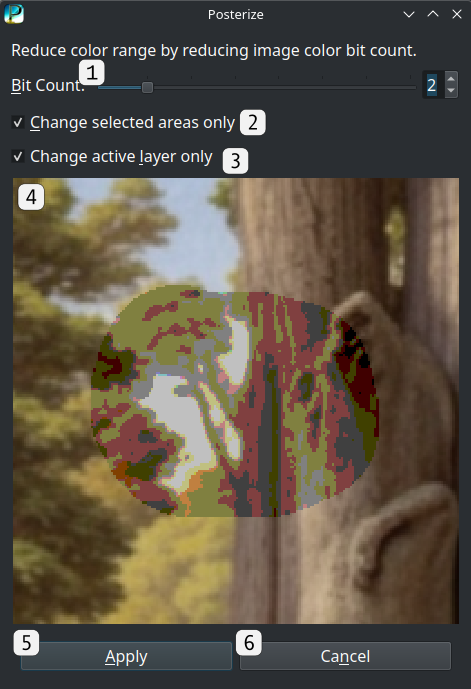 Posterize
Reduce color range by reducing image color bit count.
1
Bit Count:
2
Change selected areas only 2
Change active layer only 3
4
5
6
Apply
Cancel